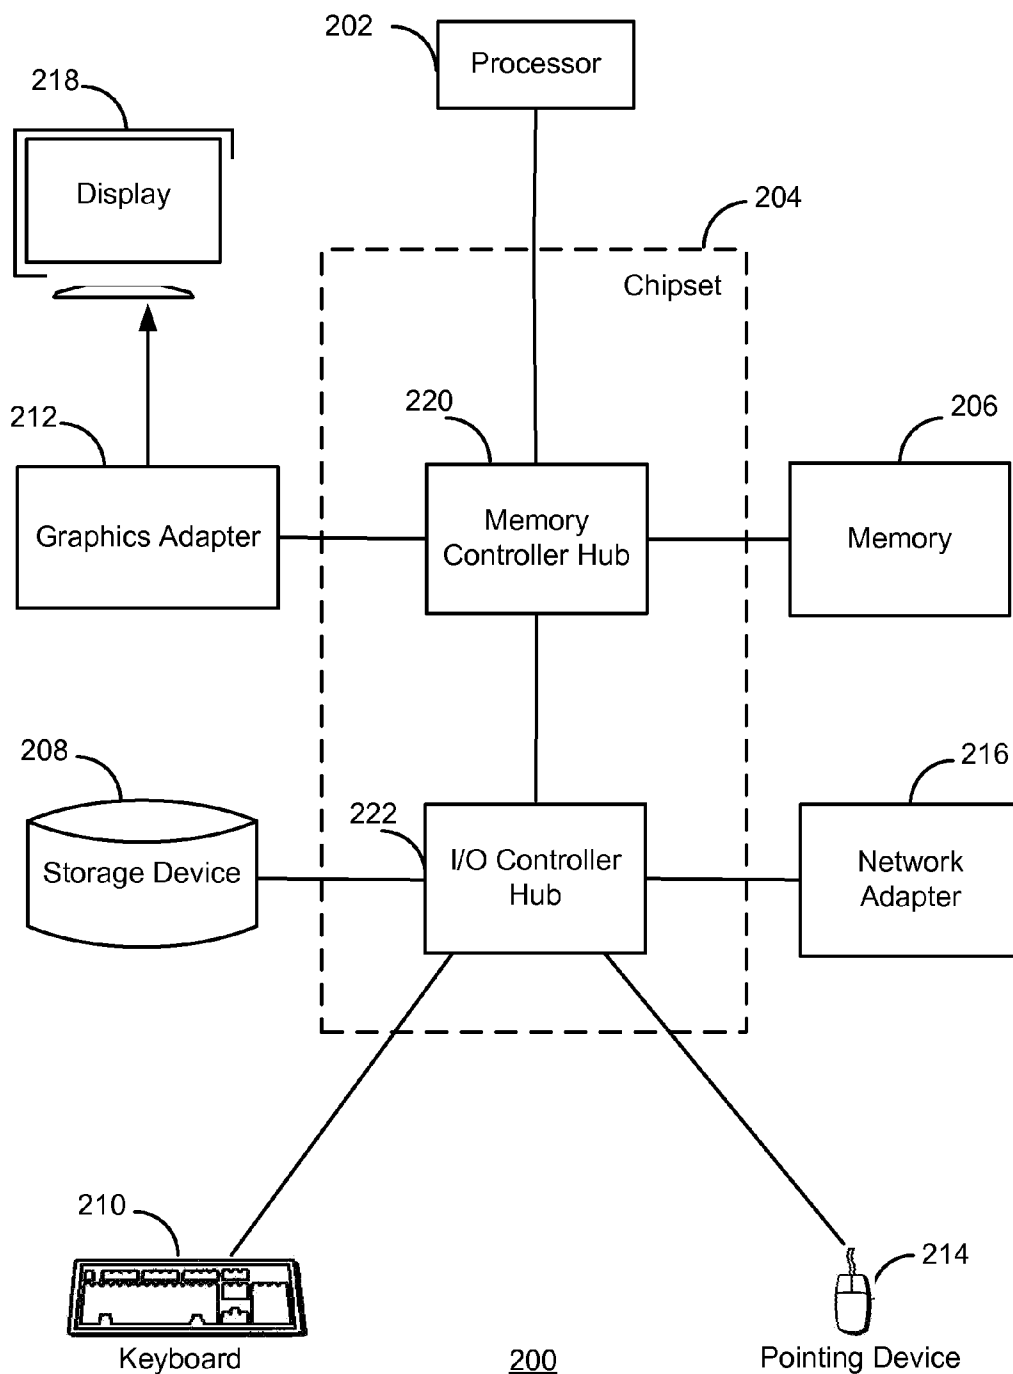 202
Processor
218
Display
204
Chipset
212
220
206
Graphics Adapter
Memory
Controller Hub
Memory
208
222
216
Storage Device
I/O Controller
Hub
Network
Adapter
210
214
Keyboard
200
Pointing Device